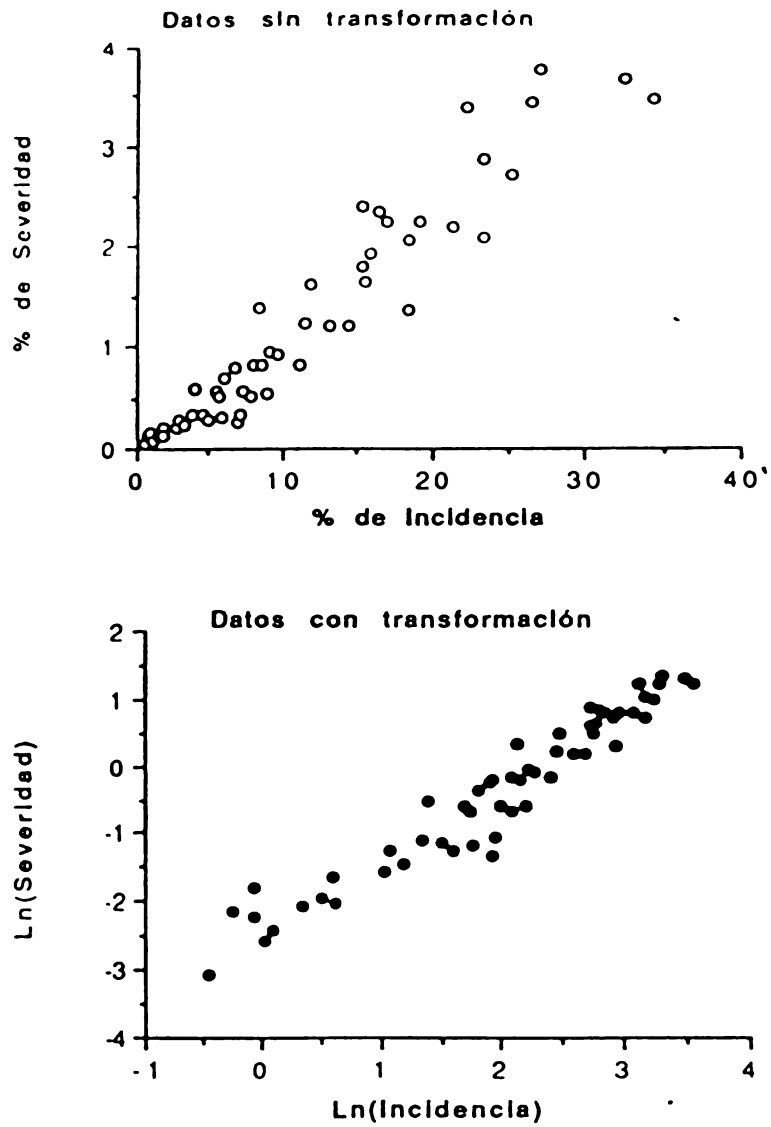 Datos sin transformación
4
3
2
1
0
% de Severidad
0 10 20 30 40
% de Incidencia
Datos con transformación
2
1
0
-1
-2
-3
-4
Ln(Severidad)
-1 0 1 2 3 4
Ln(Incidencia)